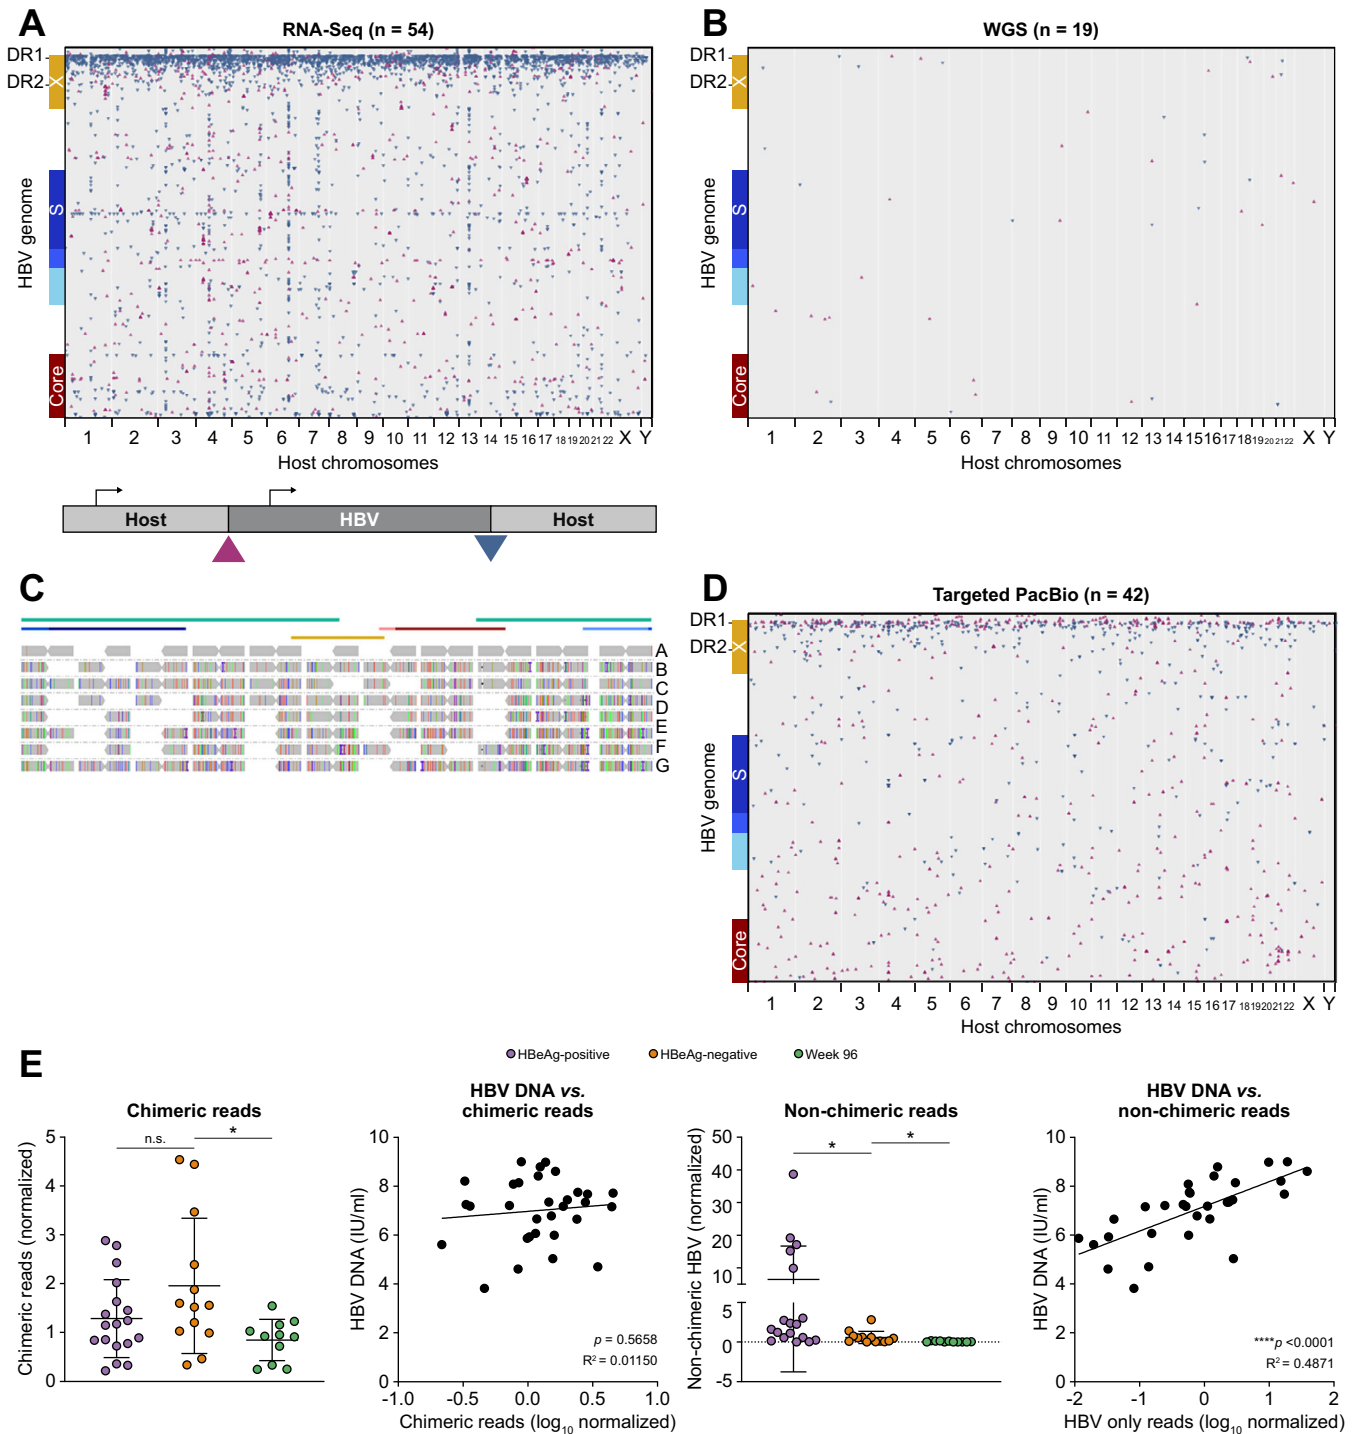 A
RNA-Seq (n = 54)
DR1
DR2
X
S
Core
HBV genome
1 2 3 4 5 6 7 8 9 10 11 12 13 14 15 16 17 18 19 20 21 22 X Y
Host chromosomes
Host
HBV
Host
B
WGS (n = 19)
DR1
DR2
X
S
Core
HBV genome
1 2 3 4 5 6 7 8 9 10 11 12 13 14 15 16 17 18 19 20 21 22 X Y
Host chromosomes
C
A
B
C
D
E
F
G
D
Targeted PacBio (n = 42)
DR1
DR2
X
S
Core
HBV genome
1 2 3 4 5 6 7 8 9 10 11 12 13 14 15 16 17 18 19 20 21 22 X Y
Host chromosomes
E
HBeAg-positive
HBeAg-negative
Week 96
Chimeric reads
n.s.
*
5
4
3
2
1
0
Chimeric reads (normalized)
HBV DNA vs.
chimeric reads
10
8
6
4
2
0
HBV DNA (IU/ml)
p = 0.5658
R2 = 0.01150
-1.0 -0.5 0.0 0.5 1.0
Chimeric reads (log10 normalized)
Non-chimeric reads
*
*
50
40
30
20
10
5
0
-5
Non-chimeric HBV (normalized)
HBV DNA vs.
non-chimeric reads
10
8
6
4
2
0
HBV DNA (IU/ml)
****p <0.0001
R2 = 0.4871
-2 -1 0 1 2
HBV only reads (log10 normalized)